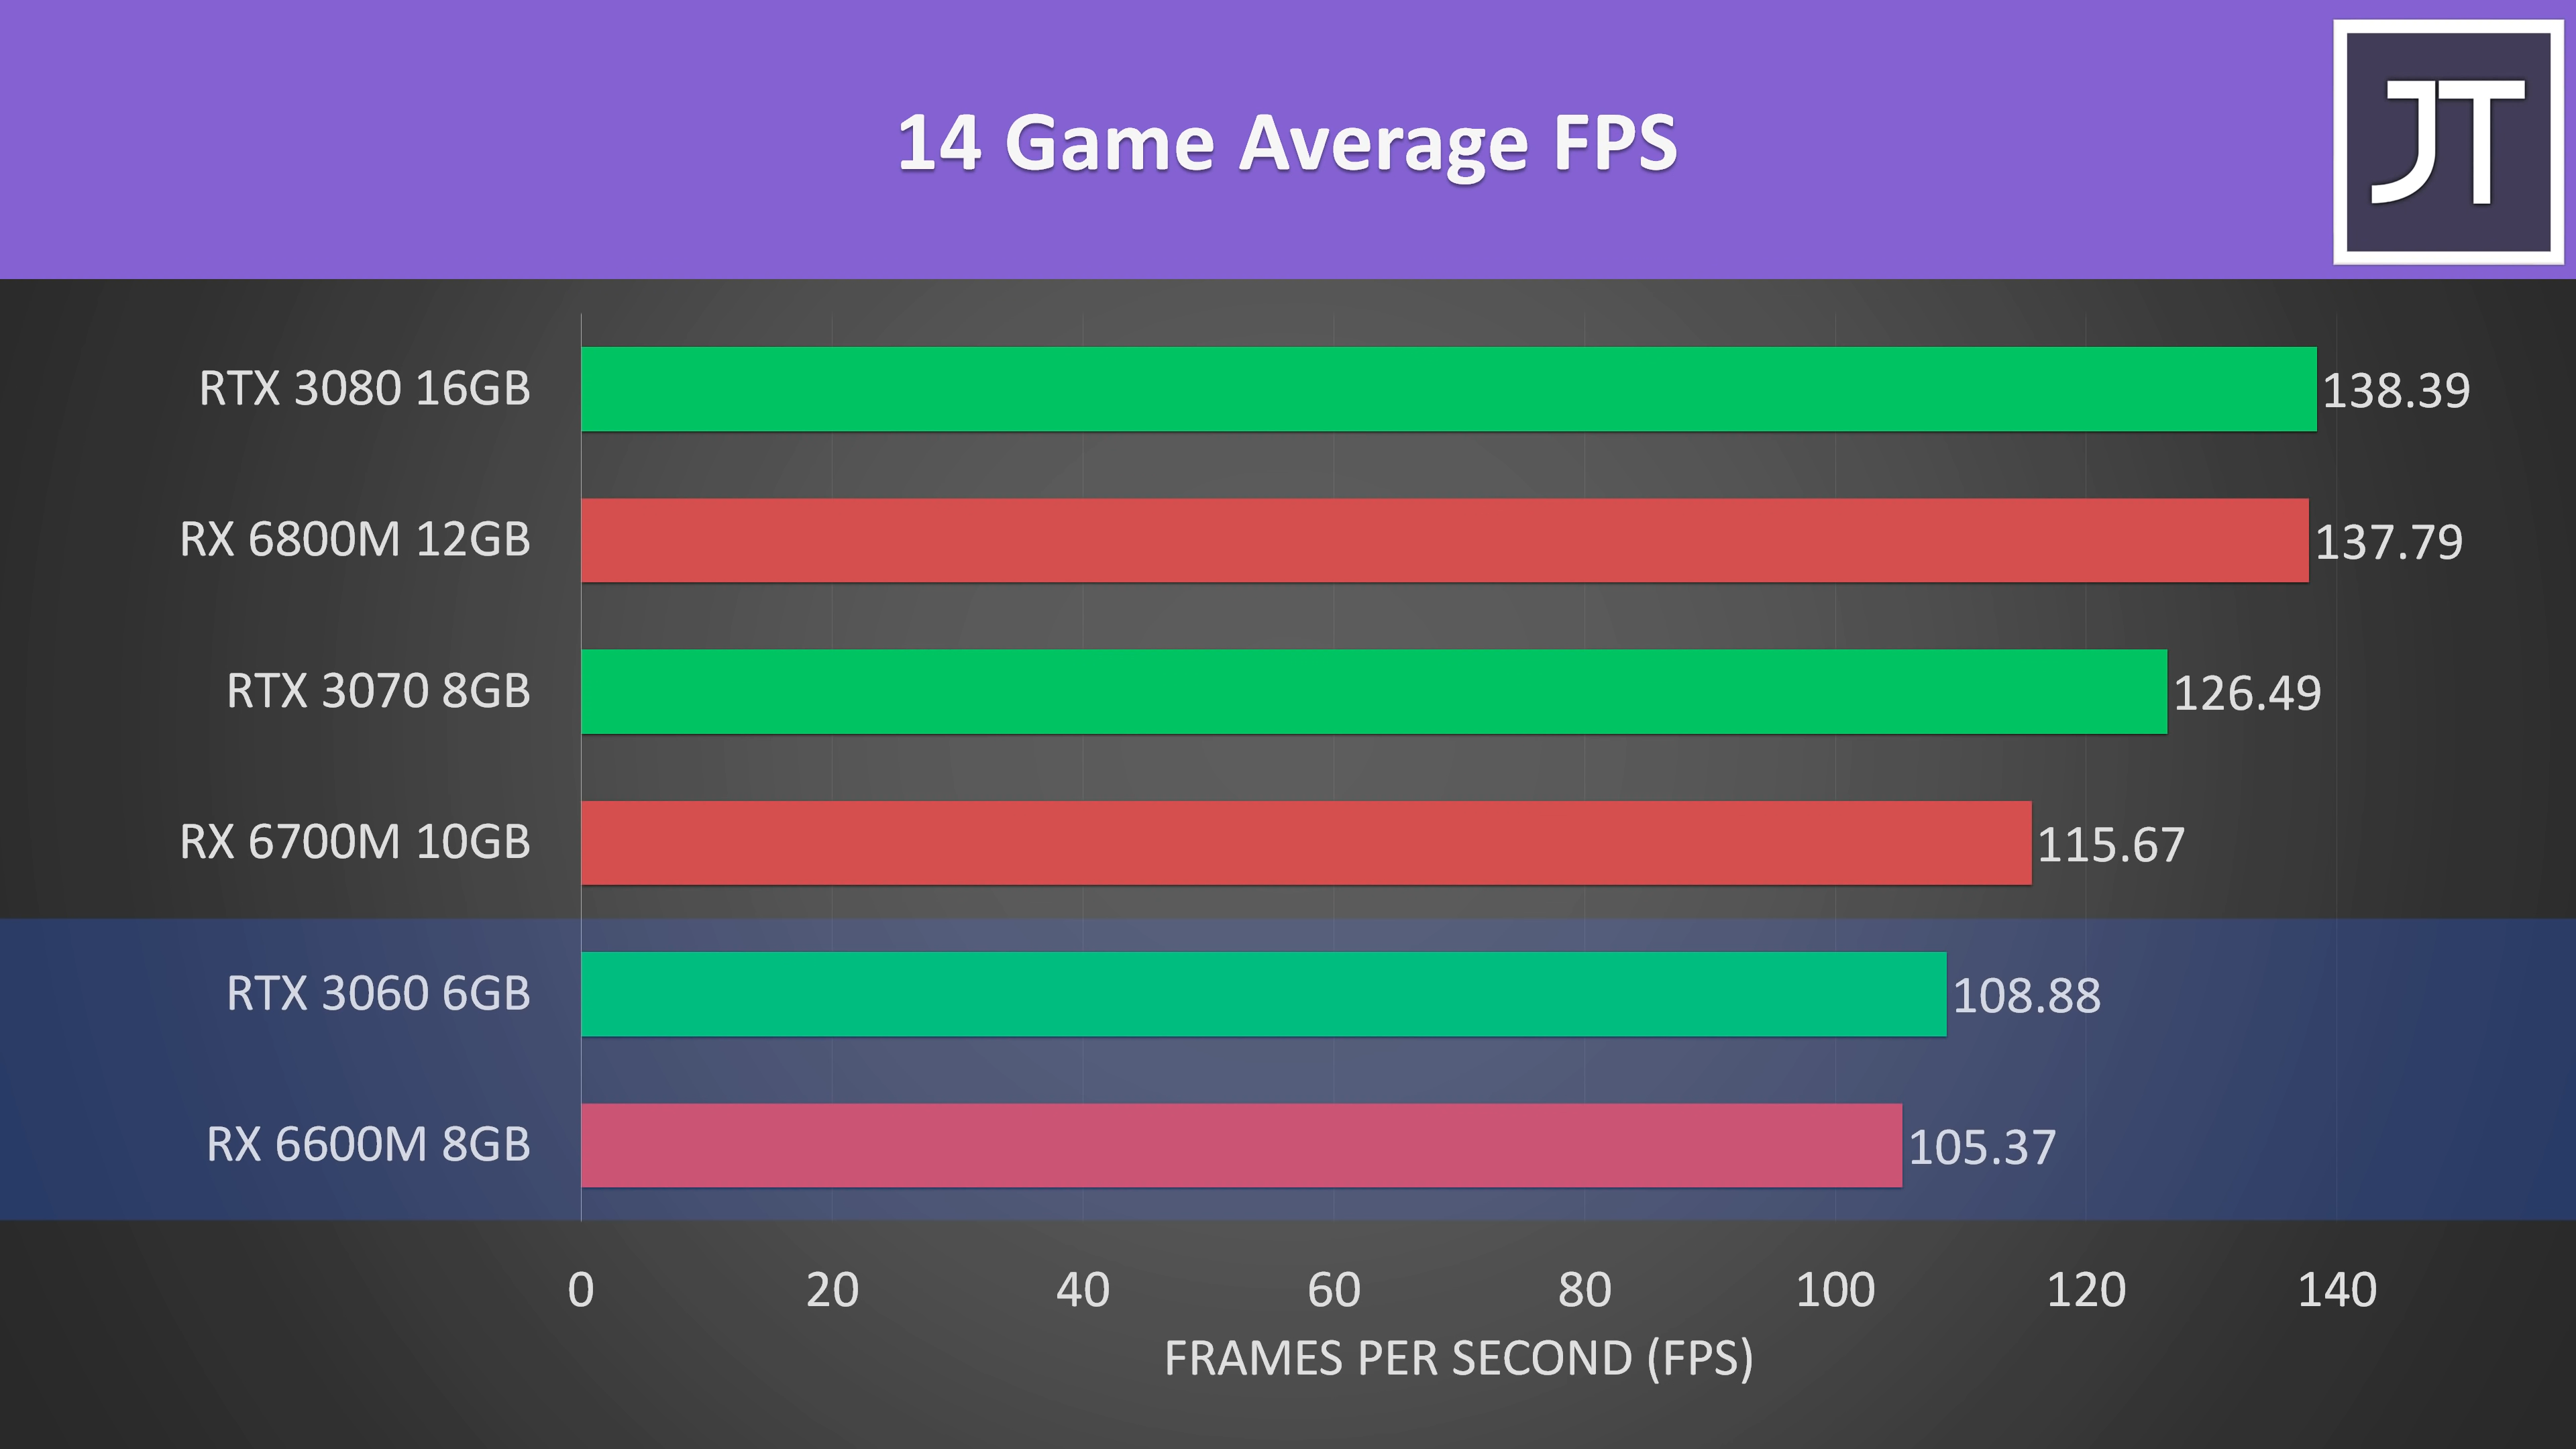 14 Game Average FPS
JT
RTX 3080 16GB
138.39
RX 6800M 12GB
137.79
RTX 3070 8GB
126.49
RX 6700M 10GB
115.67
RTX 3060 6GB
108.88
RX 6600M 8GB
105.37
0 20 40 60 80 100 120 140
FRAMES PER SECOND (FPS)